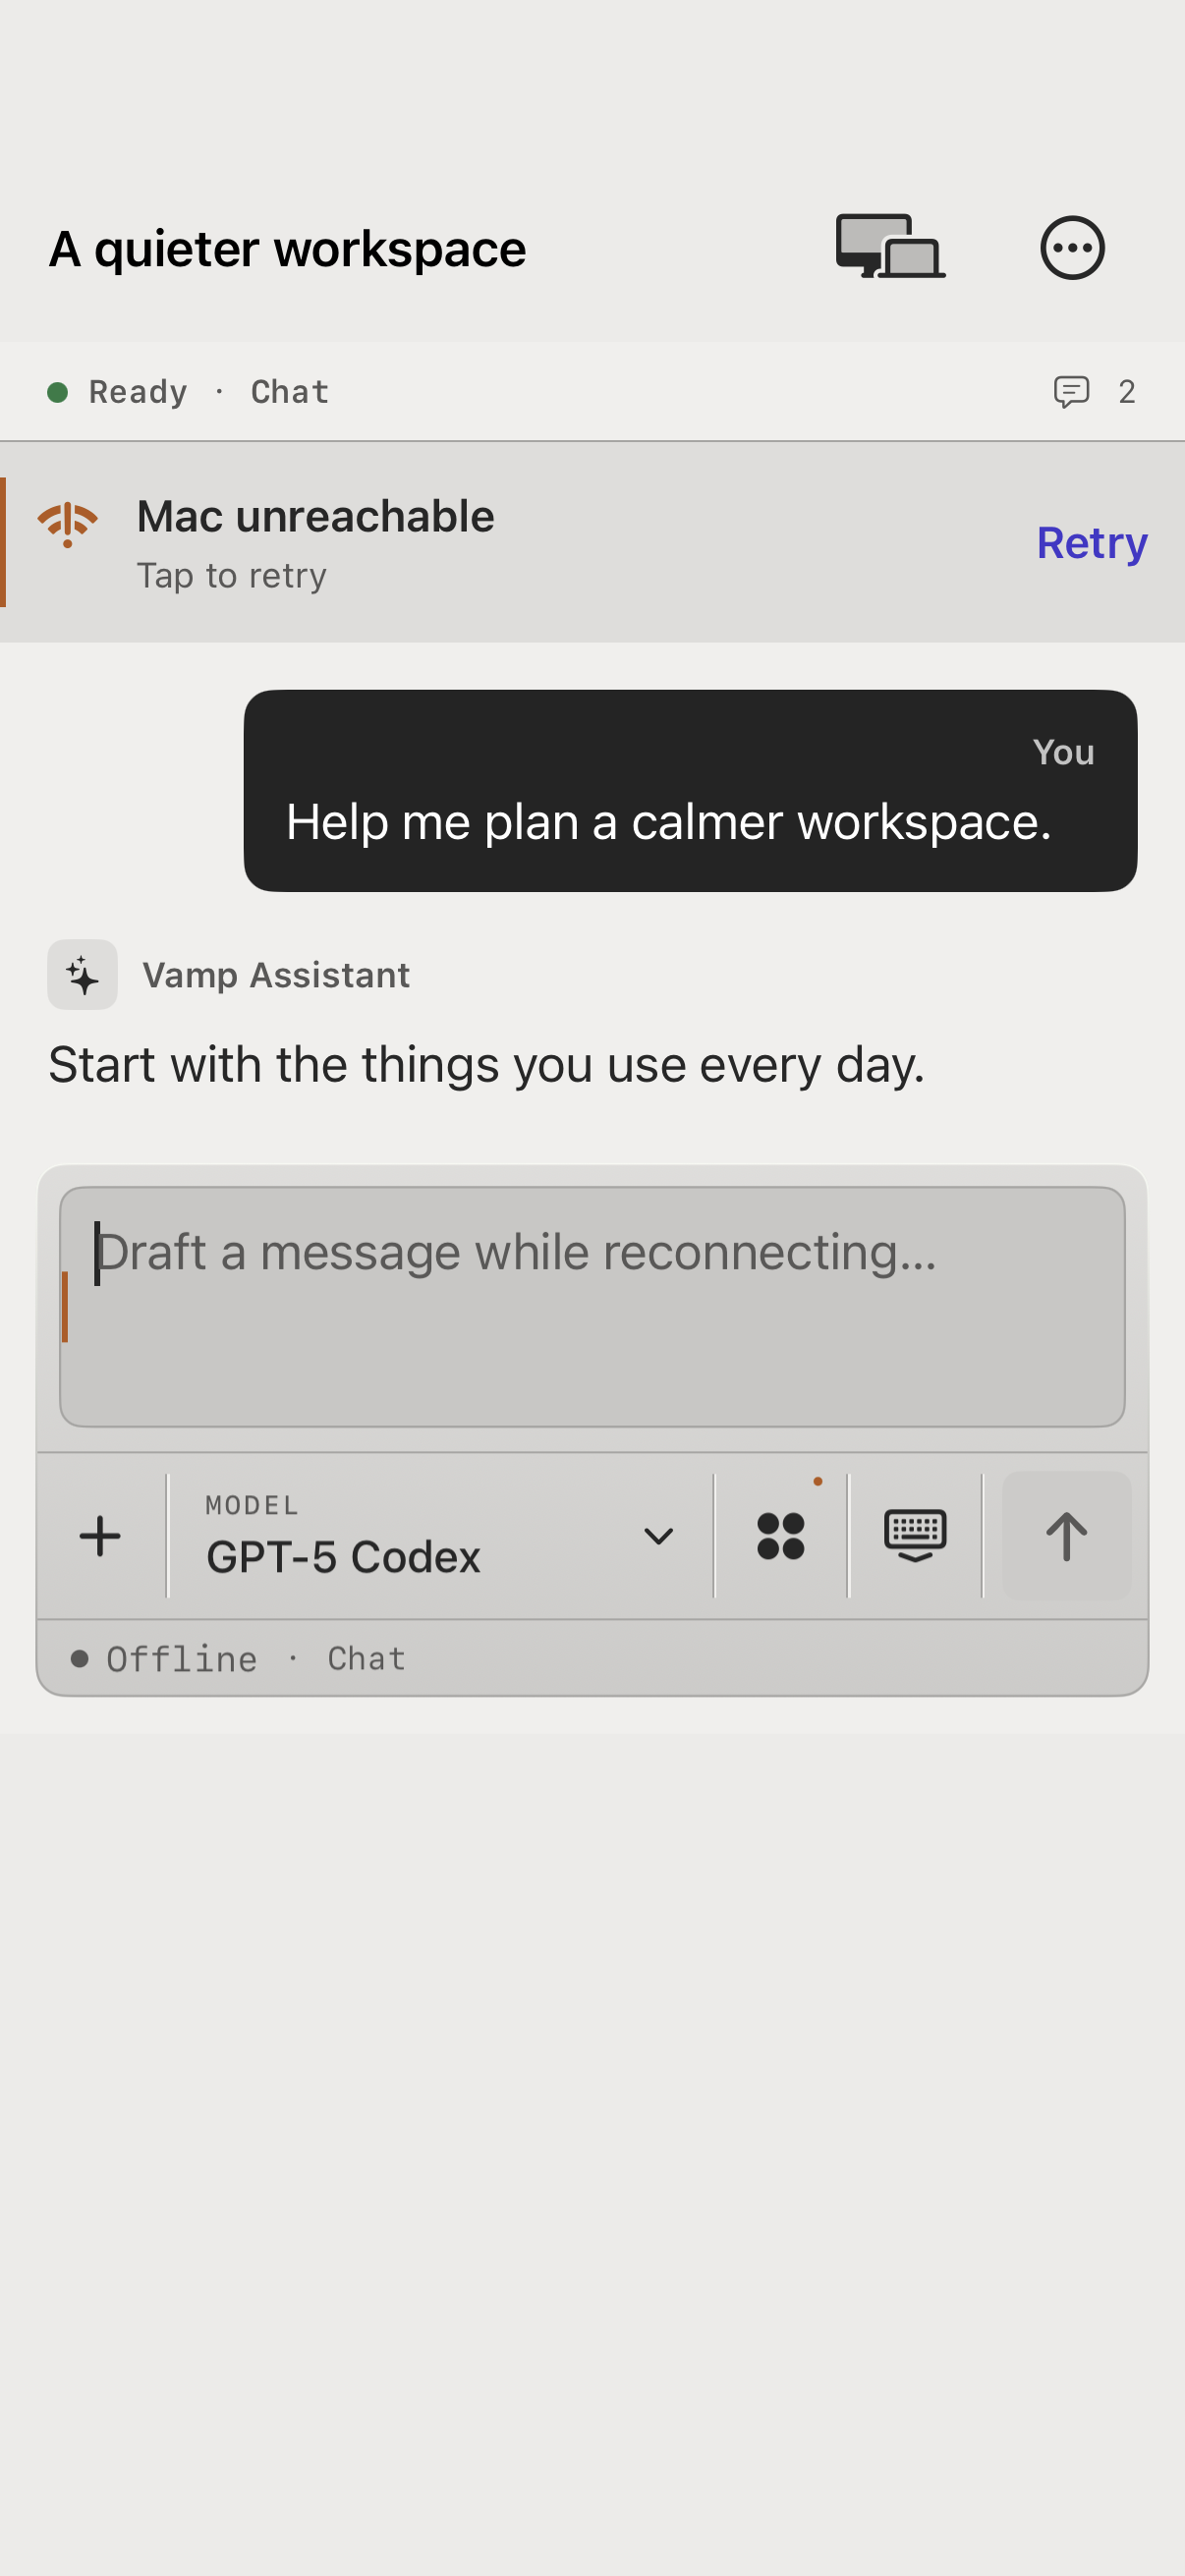 A quieter workspace
Ready · Chat
2
Mac unreachable
Tap to retry
Retry
You
Help me plan a calmer workspace.
Vamp Assistant
Start with the things you use every day.
Draft a message while reconnecting...
MODEL
GPT-5 Codex
Offline · Chat